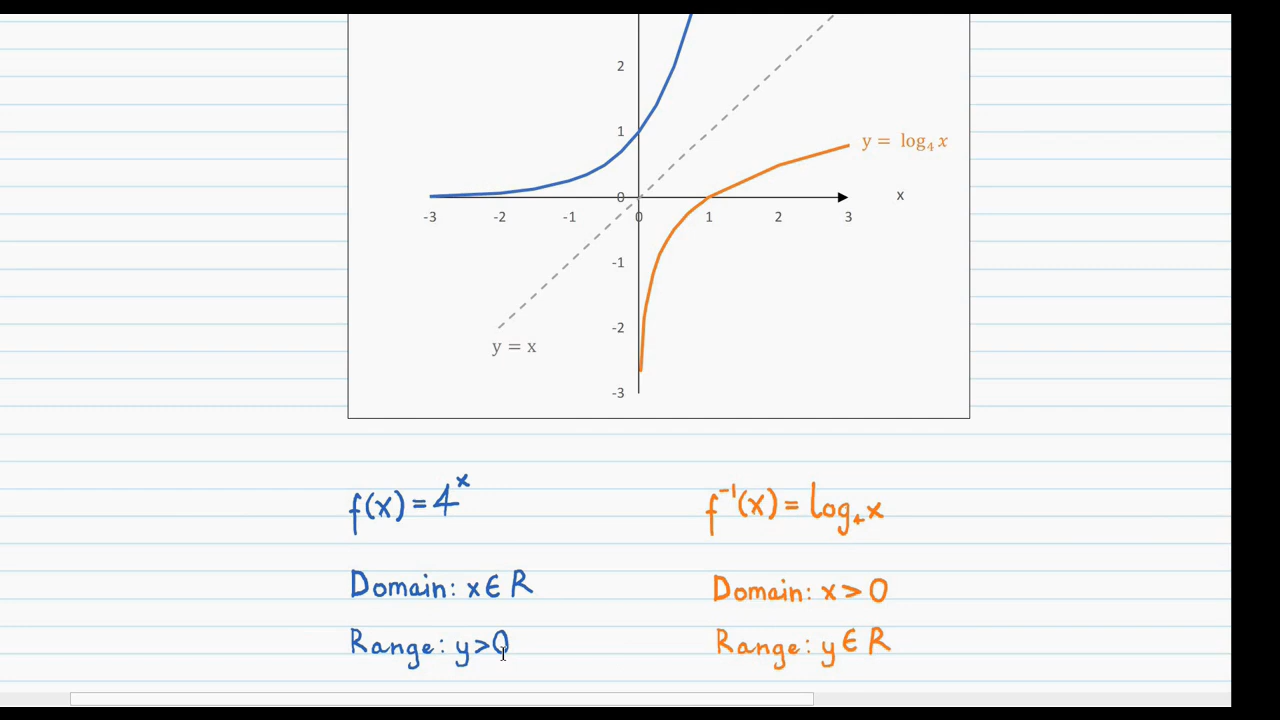 2
1
y = log₄ x
0
x
-3 -2 -1 0 1 2 3
-1
-2
y = x
-3
f(x) = 4ˣ
f⁻¹(x) = log₄x
Domain: x ∈ R
Domain: x > 0
Range: y > 0
Range: y ∈ R